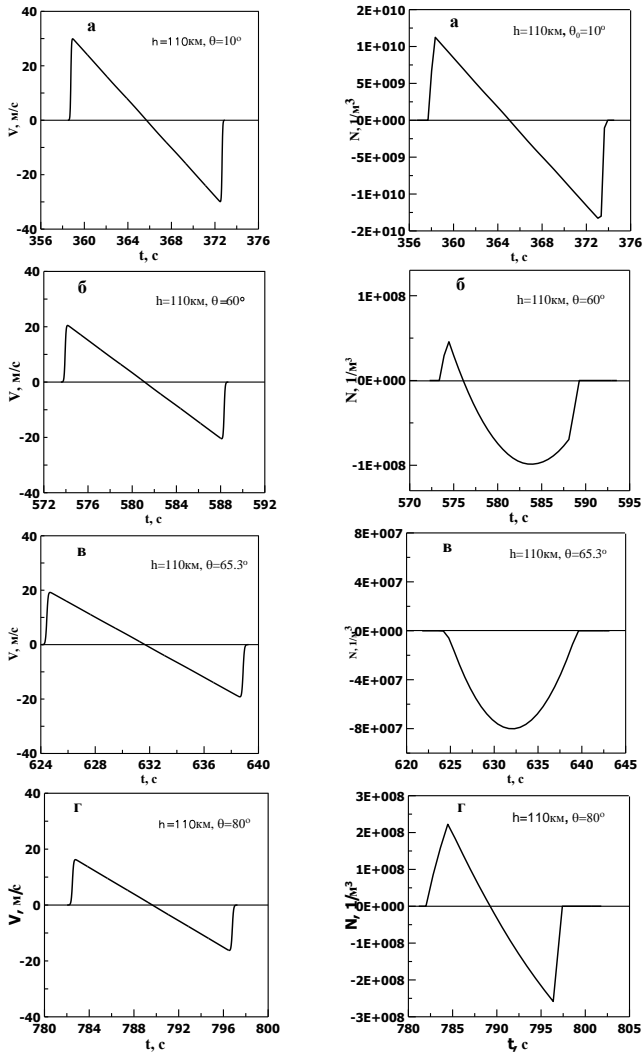 а
h=110км, θ=10°
V, м/с
40
20
0
-20
-40
356 360 364 368 372 376
t, с
а
h=110км, θ₀=10°
N, 1/м³
2E+010
1E+010
5E+009
0E+000
-5E+009
-1E+010
-2E+010
356 360 364 368 372 376
t, с
б
h=110км, θ=60°
V, м/с
40
20
0
-20
-40
572 576 580 584 588 592
t, с
б
h=110км, θ=60°
N, 1/м³
1E+008
0E+000
-1E+008
570 575 580 585 590 595
t, с
в
h=110км, θ=65.3°
V, м/с
40
20
0
-20
-40
624 628 632 636 640
t, с
в
h=110км, θ=65.3°
N, 1/м³
8E+007
4E+007
0E+000
-4E+007
-8E+007
620 625 630 635 640 645
t, с
г
h=110км, θ=80°
V, м/с
40
20
0
-20
-40
780 784 788 792 796 800
t, с
г
h=110км, θ=80°
N, 1/м³
3E+008
2E+008
1E+008
0E+000
-1E+008
-2E+008
-3E+008
780 785 790 795 800 805
t, с